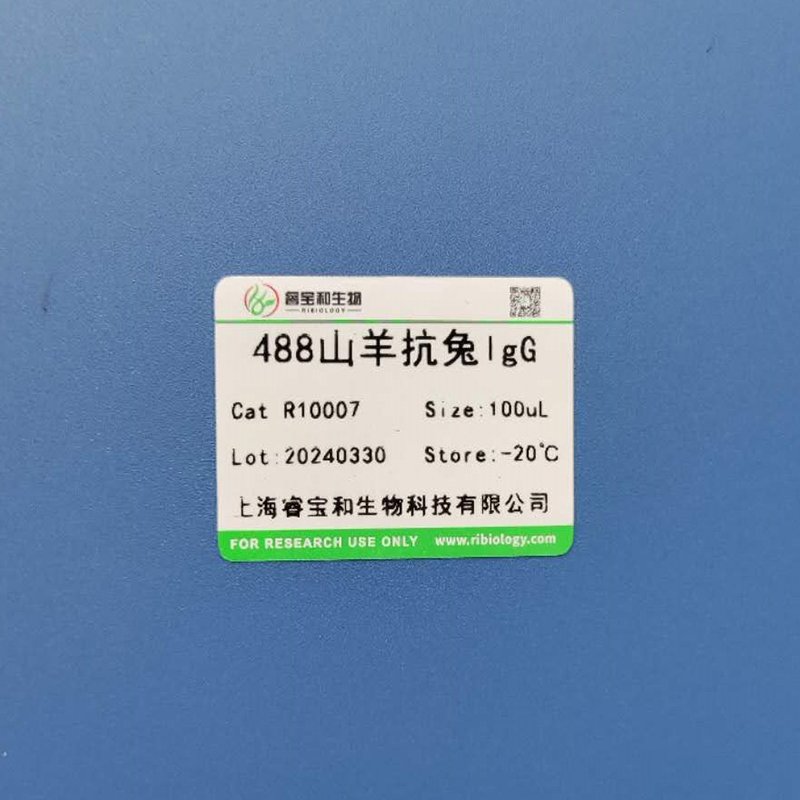 睿宝和生物
RIBIOLOGY
488山羊抗兔IgG
Cat R10007 Size:100uL
Lot:20240330 Store:-20℃
上海睿宝和生物科技有限公司
FOR RESEARCH USE ONLY www.ribiology.com